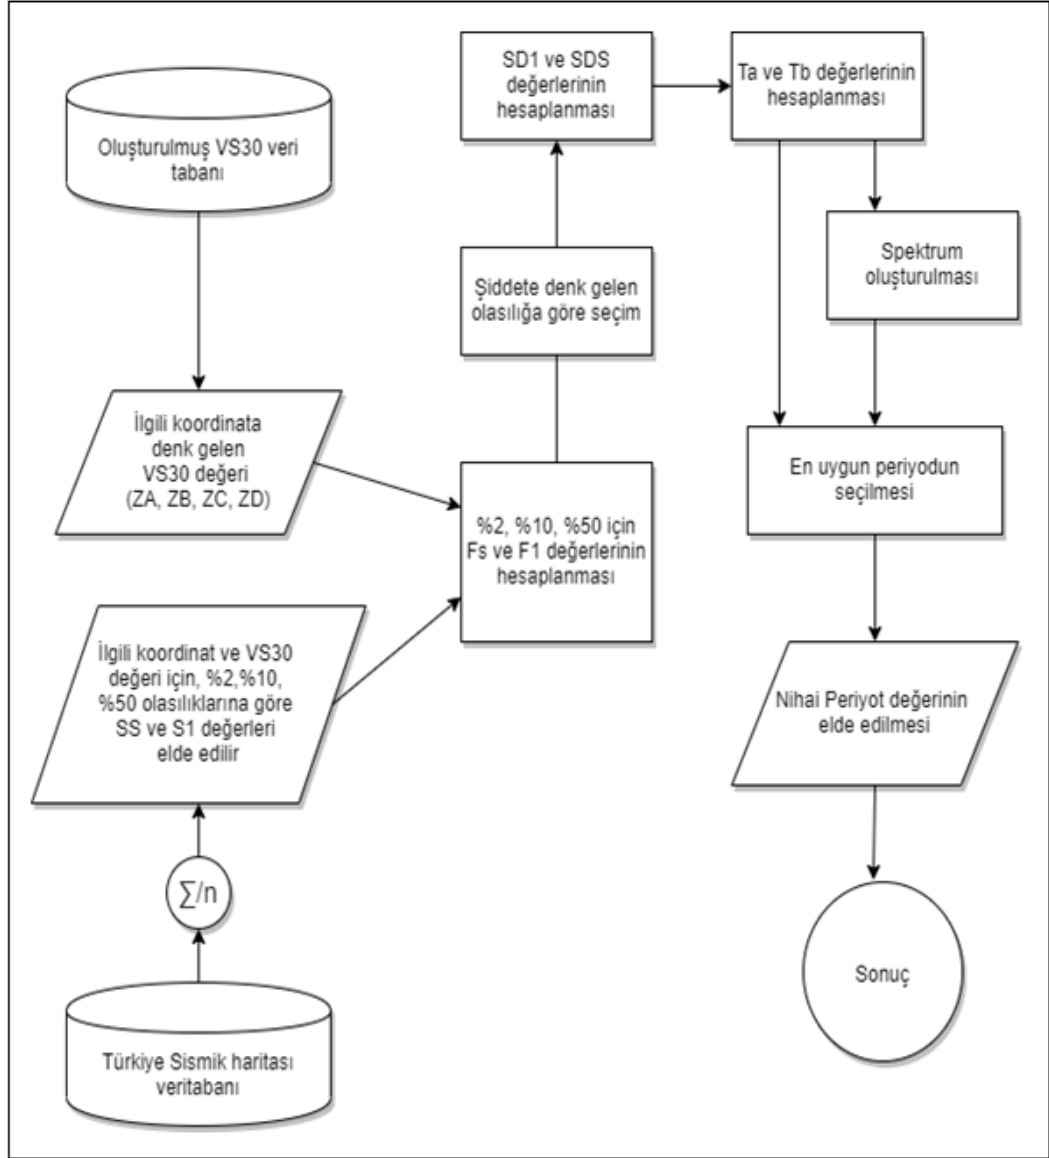 Oluşturulmuş VS30 veri
tabanı
İlgili koordinata
denk gelen
VS30 değeri
(ZA, ZB, ZC, ZD)
İlgili koordinat ve VS30
değeri için, %2,%10,
%50 olasılıklarına göre
SS ve S1 değerleri
elde edilir
∑/n
Türkiye Sismik haritası
veritabanı
%2, %10, %50 için
Fs ve F1 değerlerinin
hesaplanması
Şiddete denk gelen
olasılığa göre seçim
SD1 ve SDS
değerlerinin
hesaplanması
Ta ve Tb değerlerinin
hesaplanması
Spektrum
oluşturulması
En uygun periyodun
seçilmesi
Nihai Periyot değerinin
elde edilmesi
Sonuç